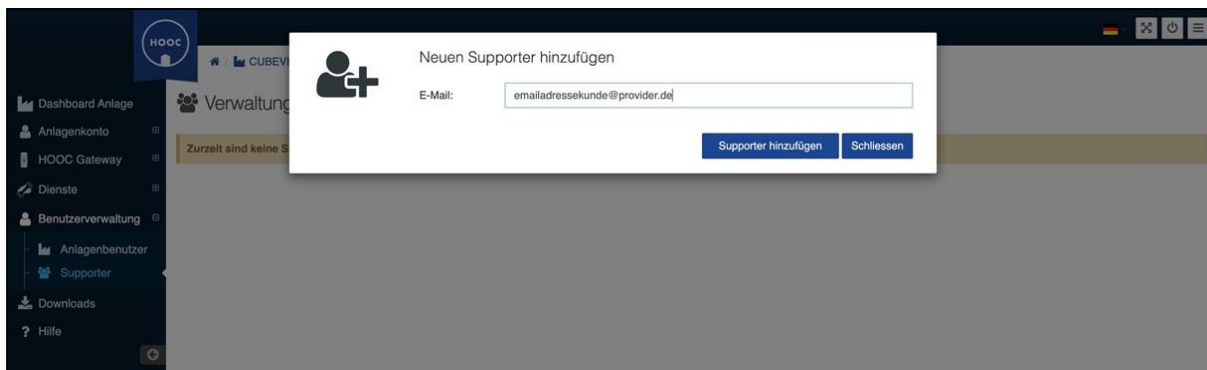 HOOC
CUBEVI
Neuen Supporter hinzufügen
E-Mail:
emailadressekunde@provider.de
Supporter hinzufügen
Schliessen
Verwaltung
Zurzeit sind keine S
Dashboard Anlage
Anlagenkonto
HOOC Gateway
Dienste
Benutzerverwaltung
Anlagenbenutzer
Supporter
Downloads
? Hilfe